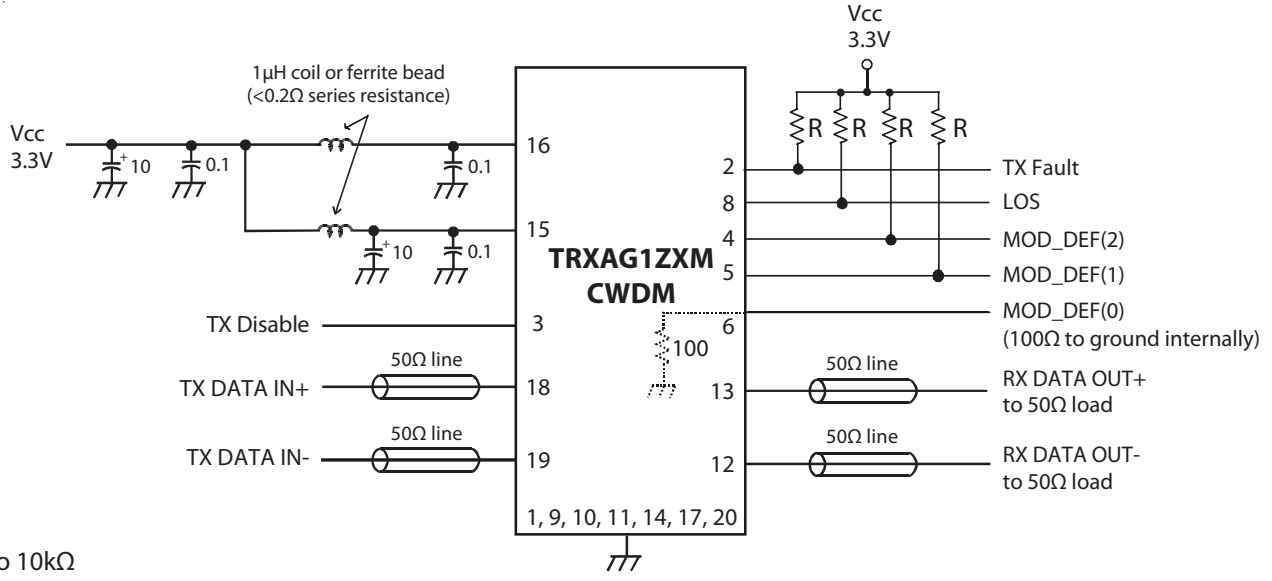 Vcc
3.3V
1µH coil or ferrite bead
(<0.2Ω series resistance)
Vcc
3.3V
+
10
0.1
0.1
16
R
R
R
R
2
TX Fault
8
LOS
+
10
0.1
15
4
MOD_DEF(2)
TRXAG1ZXM
CWDM
5
MOD_DEF(1)
TX Disable
3
6
MOD_DEF(0)
(100Ω to ground internally)
100
50Ω line
TX DATA IN+
18
13
50Ω line
RX DATA OUT+
to 50Ω load
50Ω line
TX DATA IN-
19
12
50Ω line
RX DATA OUT-
to 50Ω load
1, 9, 10, 11, 14, 17, 20
10kΩ